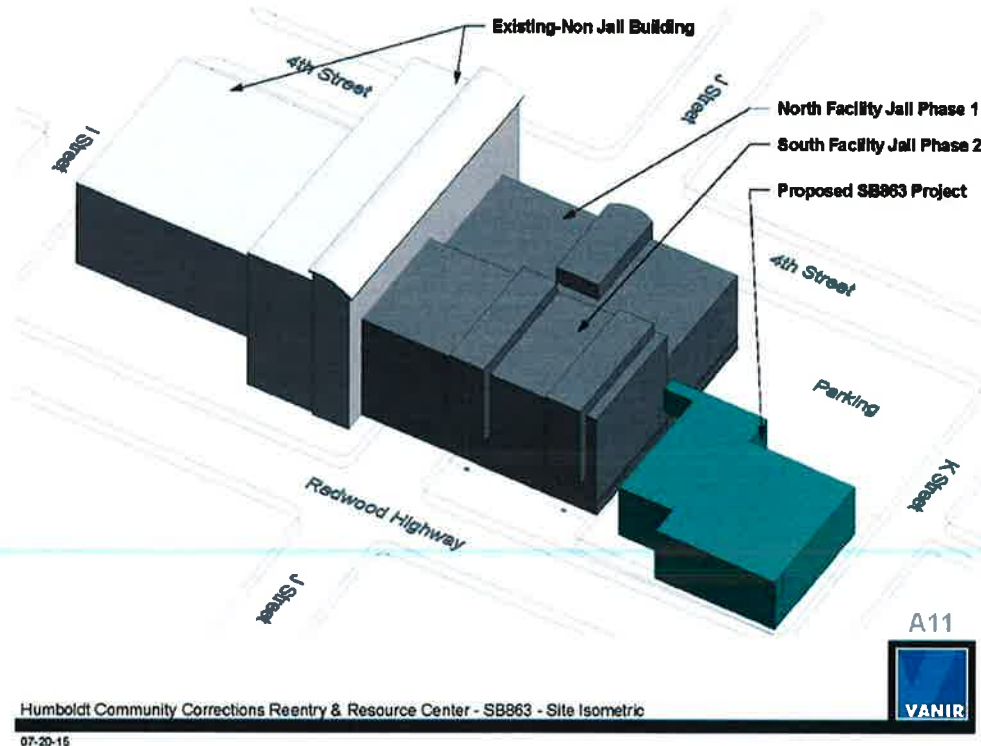 Existing-Non Jail Building
4th Street
J Street
I Street
North Facility Jail Phase 1
South Facility Jail Phase 2
Proposed SB863 Project
4th Street
Parking
K Street
Redwood Highway
J Street
A11
VANIR
Humboldt Community Corrections Reentry & Resource Center - SB863 - Site Isometric
07-20-15